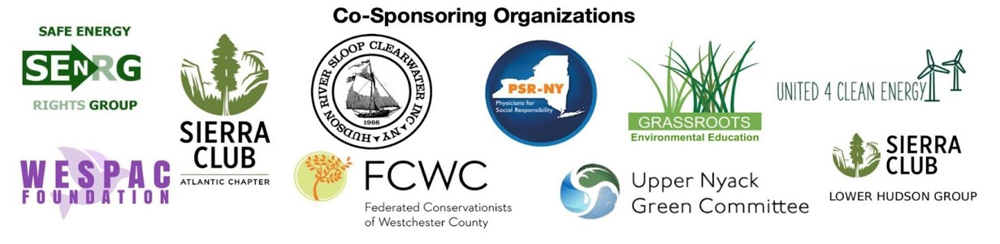 Co-Sponsoring Organizations
SAFE ENERGY
SENRG
RIGHTS GROUP
SIERRA
CLUB
ATLANTIC CHAPTER
HUDSON RIVER SLOOP CLEARWATER INC. NY
1966
PSR-NY
Physicians for
Social Responsibility
GRASSROOTS
Environmental Education
UNITED 4 CLEAN ENERGY
WESPAC
FOUNDATION
FCWC
Federated Conservationists
of Westchester County
Upper Nyack
Green Committee
SIERRA
CLUB
LOWER HUDSON GROUP